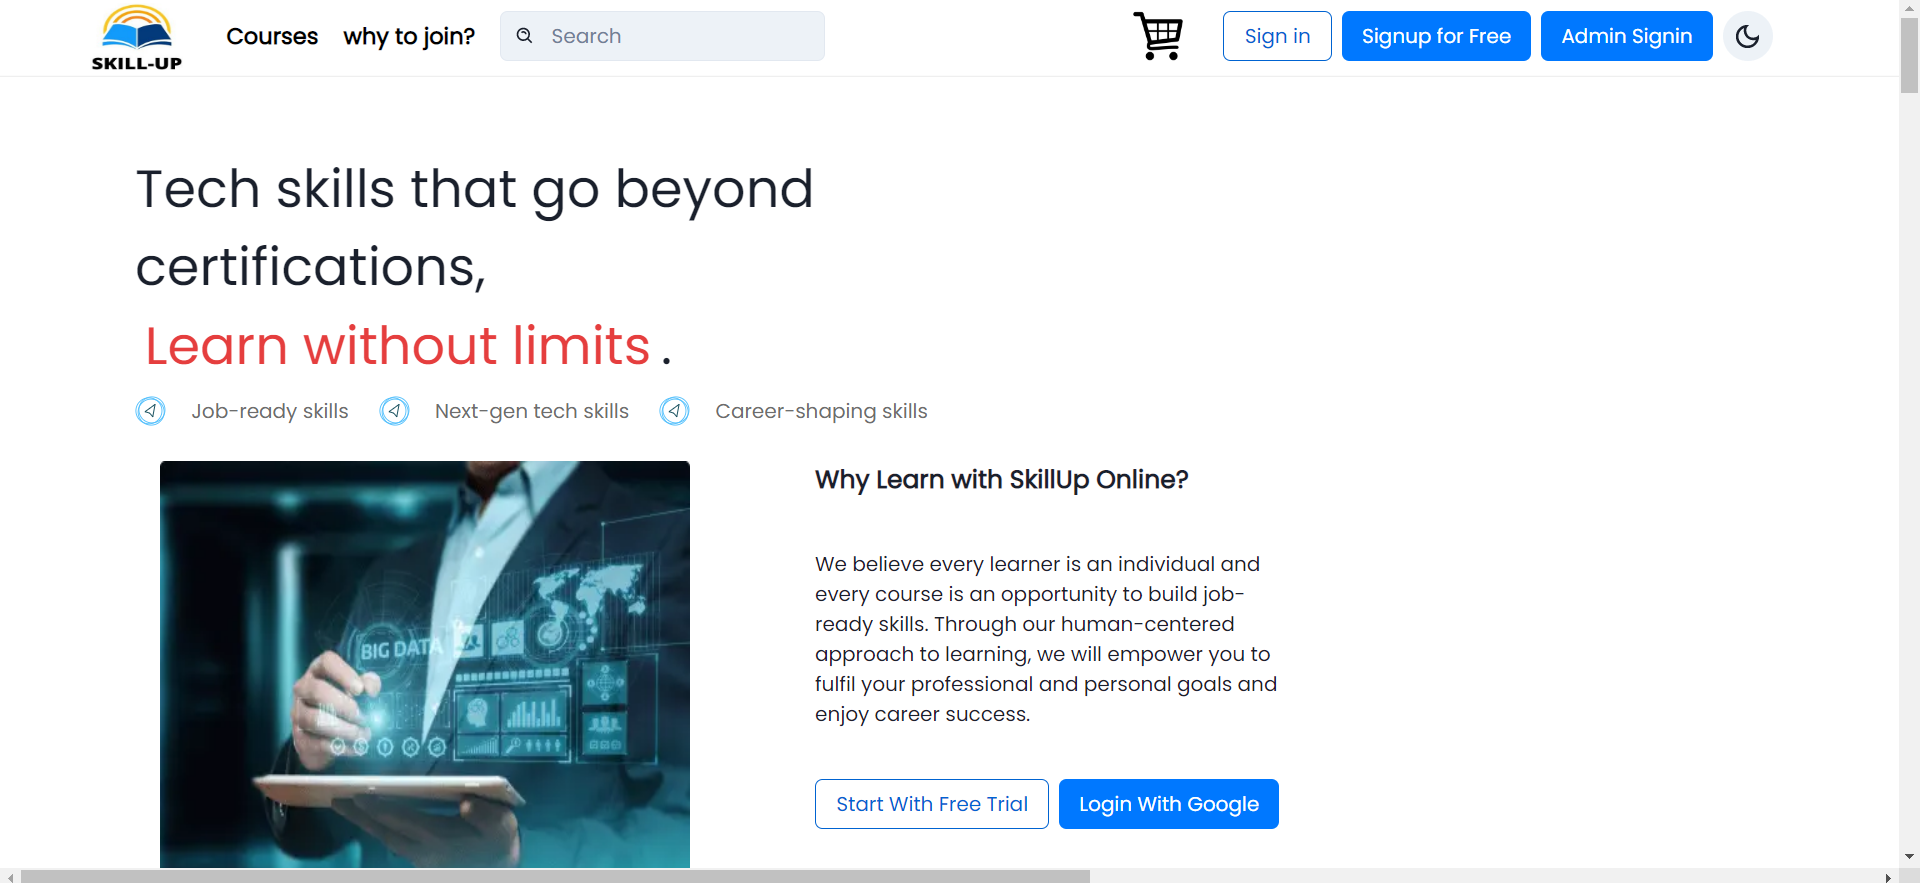 SKILL-UP
Courses
why to join?
Search
Sign in
Signup for Free
Admin Signin
Tech skills that go beyond
certifications,
Learn without limits .
Job-ready skills
Next-gen tech skills
Career-shaping skills
BIG DATA
Why Learn with SkillUp Online?
We believe every learner is an individual and
every course is an opportunity to build job-
ready skills. Through our human-centered
approach to learning, we will empower you to
fulfil your professional and personal goals and
enjoy career success.
Start With Free Trial
Login With Google